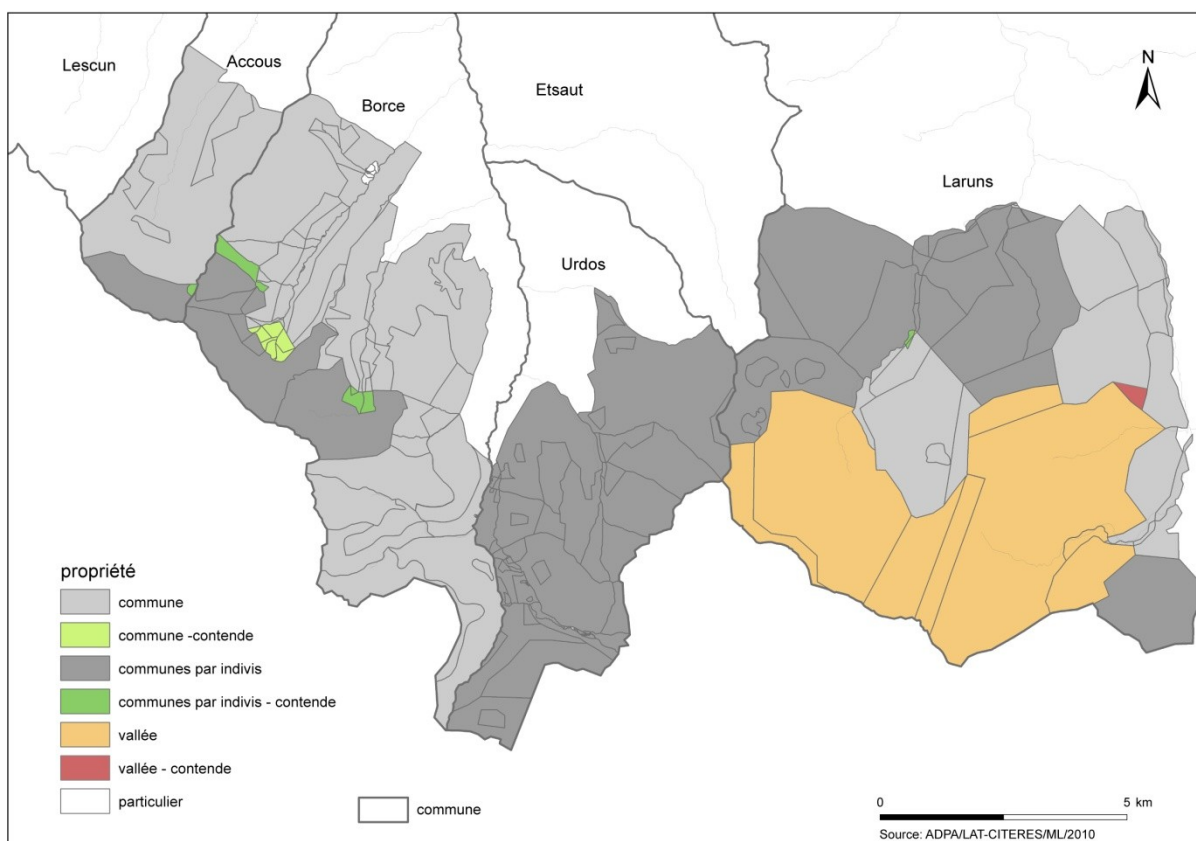 Lescun
Accous
Borce
Etsaut
Urdos
Laruns
N
propriété
commune
commune -contende
communes par indivis
communes par indivis - contende
vallée
vallée - contende
particulier
commune
0 5 km
Source: ADPA/LAT-CITERES/ML/2010